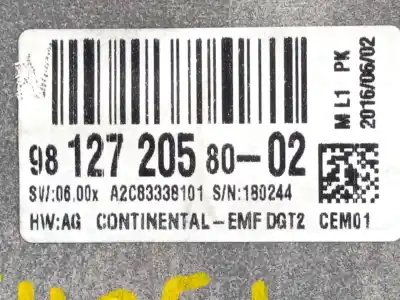 98 127 205 80-02
SV/:06.00x A2C83338101 S/N:180244
HW:AG CONTINENTAL-EMF DGT2 CEM01
M L1 PK
2016/06/02